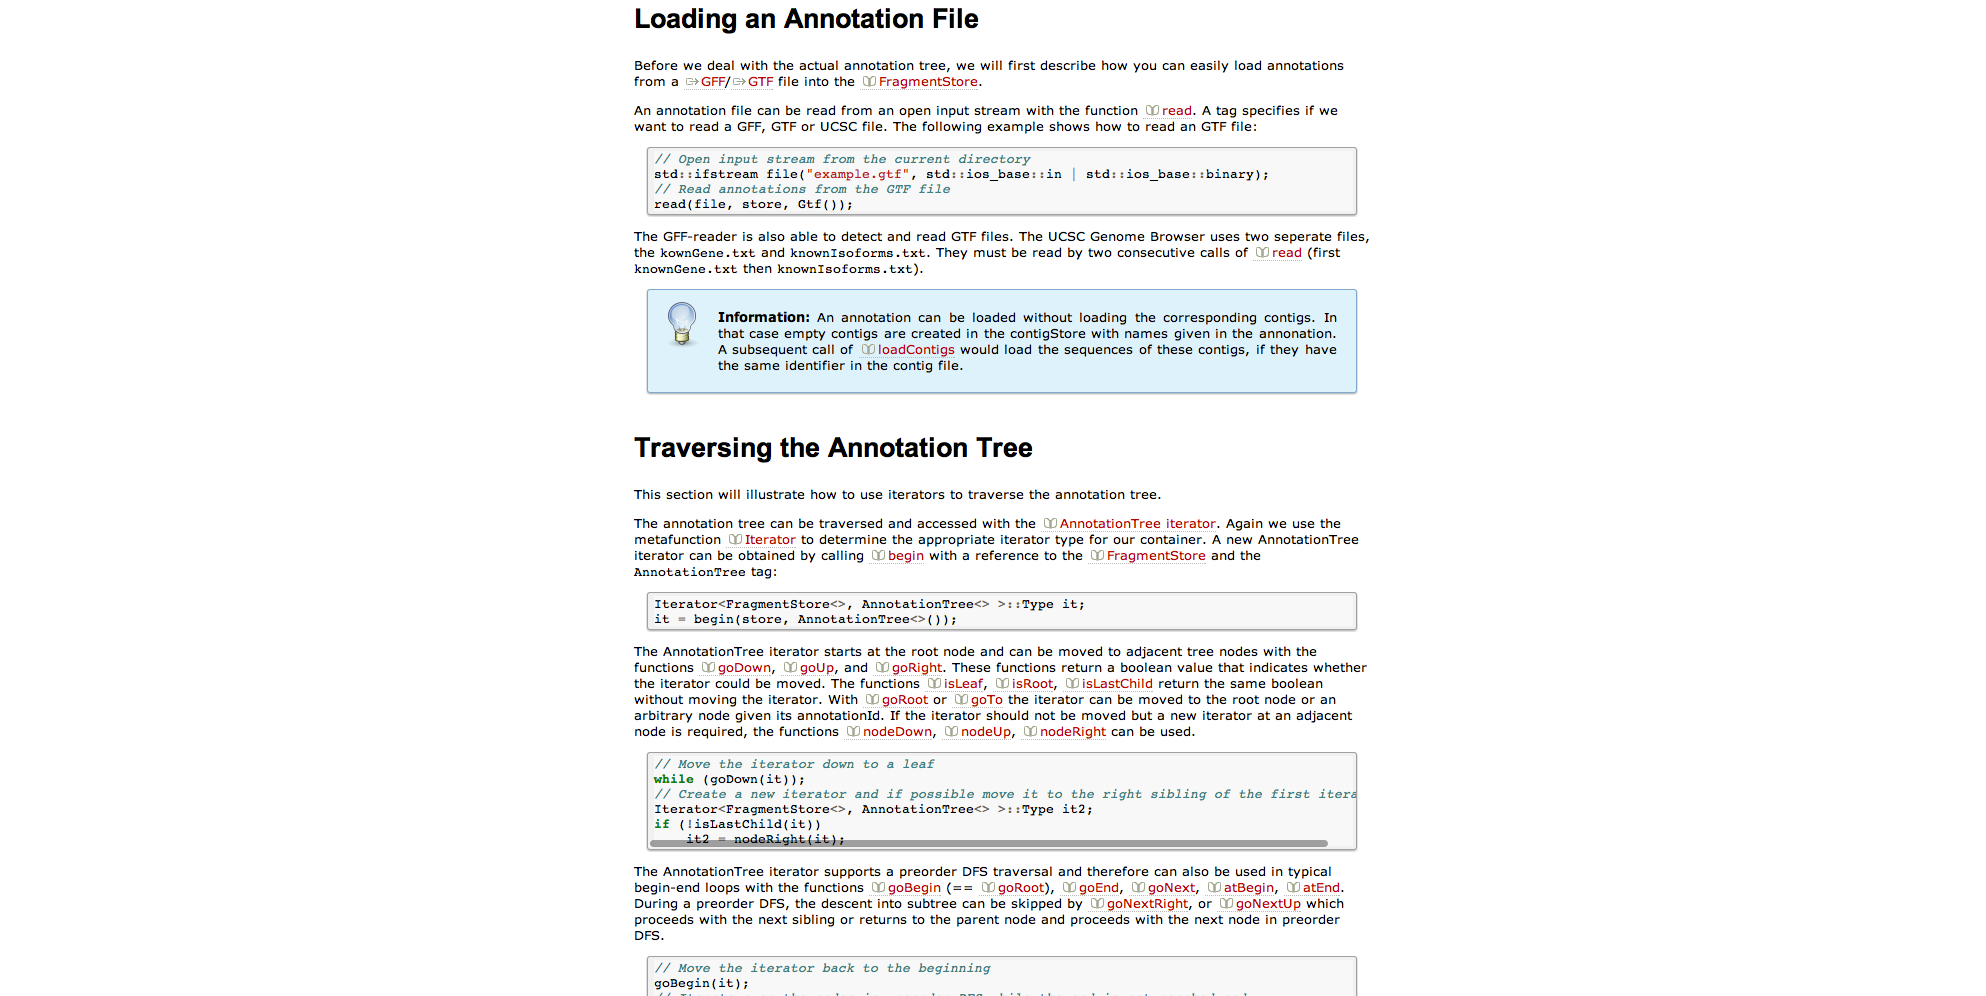 Loading an Annotation File
Before we deal with the actual annotation tree, we will first describe how you can easily load annotations
from a GFF/GTF file into the FragmentStore.
An annotation file can be read from an open input stream with the function read. A tag specifies if we
want to read a GFF, GTF or UCSC file. The following example shows how to read an GTF file:
// Open input stream from the current directory
std::ifstream file("example.gtf", std::ios_base::in | std::ios_base::binary);
// Read annotations from the GTF file
read(file, store, Gtf());
The GFF-reader is also able to detect and read GTF files. The UCSC Genome Browser uses two seperate files,
the kownGene.txt and knownIsoforms.txt. They must be read by two consecutive calls of read (first
knownGene.txt then knownIsoforms.txt).
Information: An annotation can be loaded without loading the corresponding contigs. In
that case empty contigs are created in the contigStore with names given in the annonation.
A subsequent call of loadContigs would load the sequences of these contigs, if they have
the same identifier in the contig file.
Traversing the Annotation Tree
This section will illustrate how to use iterators to traverse the annotation tree.
The annotation tree can be traversed and accessed with the AnnotationTree iterator. Again we use the
metafunction Iterator to determine the appropriate iterator type for our container. A new AnnotationTree
iterator can be obtained by calling begin with a reference to the FragmentStore and the
AnnotationTree tag:
Iterator<FragmentStore<>, AnnotationTree<> >::Type it;
it = begin(store, AnnotationTree<>());
The AnnotationTree iterator starts at the root node and can be moved to adjacent tree nodes with the
functions goDown, goUp, and goRight. These functions return a boolean value that indicates whether
the iterator could be moved. The functions isLeaf, isRoot, isLastChild return the same boolean
without moving the iterator. With goRoot or goTo the iterator can be moved to the root node or an
arbitrary node given its annotationId. If the iterator should not be moved but a new iterator at an adjacent
node is required, the functions nodeDown, nodeUp, nodeRight can be used.
// Move the iterator down to a leaf
while (goDown(it));
// Create a new iterator and if possible move it to the right sibling of the first itera
Iterator<FragmentStore<>, AnnotationTree<> >::Type it2;
if (!isLastChild(it))
it2 = nodeRight(it);
The AnnotationTree iterator supports a preorder DFS traversal and therefore can also be used in typical
begin-end loops with the functions goBegin (== goRoot), goEnd, goNext, atBegin, atEnd.
During a preorder DFS, the descent into subtree can be skipped by goNextRight, or goNextUp which
proceeds with the next sibling or returns to the parent node and proceeds with the next node in preorder
DFS.
// Move the iterator back to the beginning
goBegin(it);